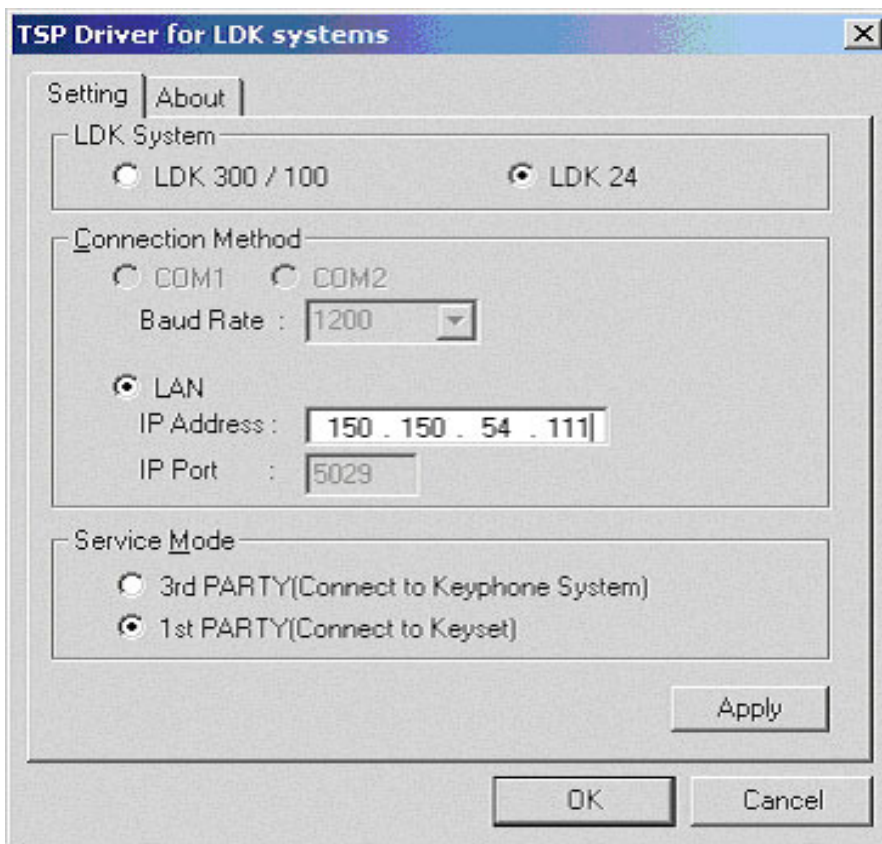 TSP Driver for LDK systems
Setting About
LDK System
LDK 300 / 100 LDK 24
Connection Method
COM1 COM2
Baud Rate : 1200
LAN
IP Address : 150 . 150 . 54 . 111
IP Port : 5029
Service Mode
3rd PARTY(Connect to Keyphone System)
1st PARTY(Connect to Keyset)
Apply
OK Cancel